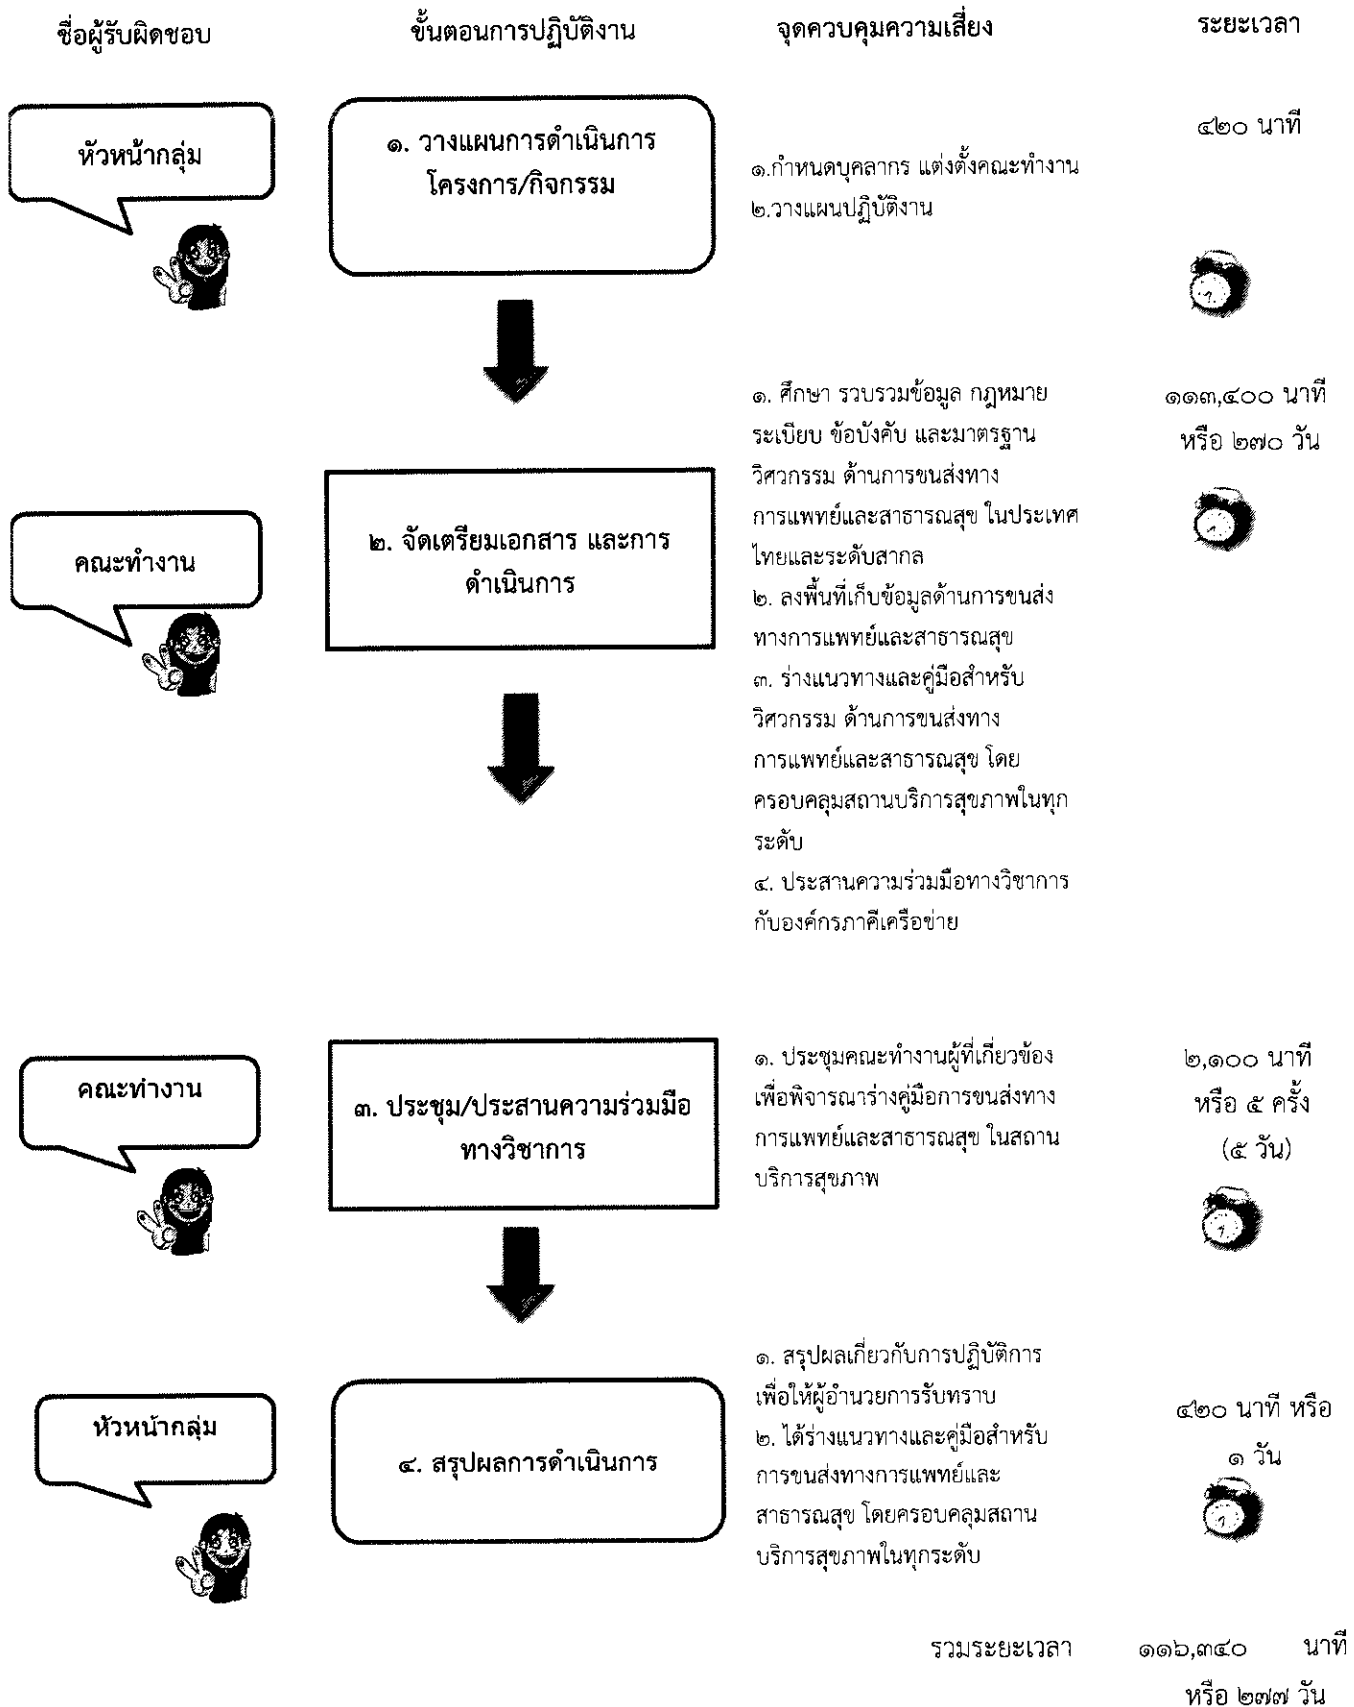 ชื่อผู้รับผิดชอบ
ขั้นตอนการปฏิบัติงาน
จุดควบคุมความเสี่ยง
ระยะเวลา
หัวหน้ากลุ่ม
๑. วางแผนการดำเนินการ
โครงการ/กิจกรรม
๑.กำหนดบุคลากร แต่งตั้งคณะทำงาน
๒.วางแผนปฏิบัติงาน
๔๒๐ นาที
คณะทำงาน
๒. จัดเตรียมเอกสาร และการ
ดำเนินการ
๑. ศึกษา รวบรวมข้อมูล กฎหมาย
ระเบียบ ข้อบังคับ และมาตรฐาน
วิศวกรรม ด้านการขนส่งทาง
การแพทย์และสาธารณสุข ในประเทศ
ไทยและระดับสากล
๒. ลงพื้นที่เก็บข้อมูลด้านการขนส่ง
ทางการแพทย์และสาธารณสุข
๓. ร่างแนวทางและคู่มือสำหรับ
วิศวกรรม ด้านการขนส่งทาง
การแพทย์และสาธารณสุข โดย
ครอบคลุมสถานบริการสุขภาพในทุก
ระดับ
๔. ประสานความร่วมมือทางวิชาการ
กับองค์กรภาคีเครือข่าย
๑๑๓,๔๐๐ นาที
หรือ ๒๗๐ วัน
คณะทำงาน
๓. ประชุม/ประสานความร่วมมือ
ทางวิชาการ
๑. ประชุมคณะทำงานผู้ที่เกี่ยวข้อง
เพื่อพิจารณาร่างคู่มือการขนส่งทาง
การแพทย์และสาธารณสุข ในสถาน
บริการสุขภาพ
๒,๑๐๐ นาที
หรือ ๕ ครั้ง
(๕ วัน)
หัวหน้ากลุ่ม
๔. สรุปผลการดำเนินการ
๑. สรุปผลเกี่ยวกับการปฏิบัติการ
เพื่อให้ผู้อำนวยการรับทราบ
๒. ได้ร่างแนวทางและคู่มือสำหรับ
การขนส่งทางการแพทย์และ
สาธารณสุข โดยครอบคลุมสถาน
บริการสุขภาพในทุกระดับ
๔๒๐ นาที หรือ
๑ วัน
รวมระยะเวลา ๑๑๖,๓๔๐ นาที
หรือ ๒๗๗ วัน